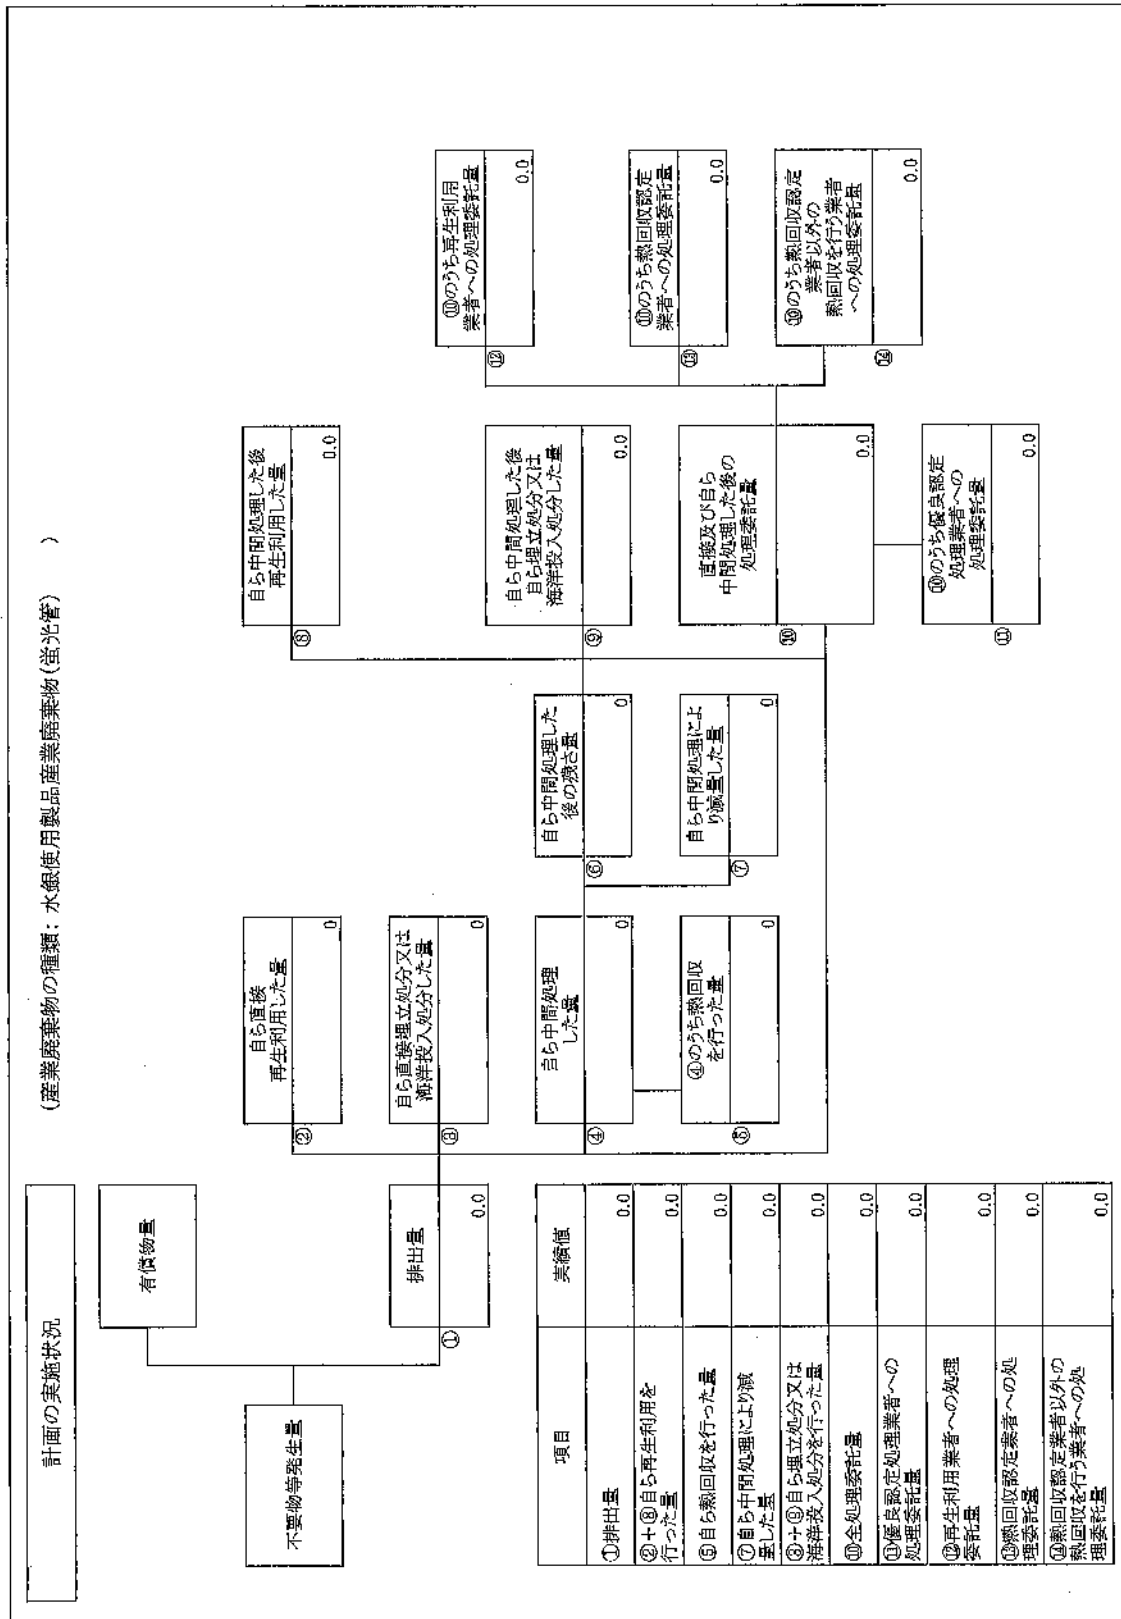 計画の実施状況
(産業廃棄物の種類：水銀使用製品産業廃棄物(蛍光管)　　)
不要物等発生量
有償物量
①
排出量
0.0
②
自ら直接
再生利用した量
0
③
自ら直接埋立処分又は
海洋投入処分した量
0
④
自ら中間処理
した量
0
⑤
④のうち熱回収
を行った量
0
⑥
自ら中間処理した
後の残さ量
0
⑦
自ら中間処理によ
り減量した量
0
⑧
自ら中間処理した後
再生利用した量
0.0
⑨
自ら中間処理した後
自ら埋立処分又は
海洋投入処分した量
0.0
⑩
直接及び自ら
中間処理した後の
処理委託量
0.0
⑪
⑩のうち優良認定
処理業者への
処理委託量
0.0
⑫
⑩のうち再生利用
業者への処理委託量
0.0
⑬
⑩のうち熱回収認定
業者への処理委託量
0.0
⑭
⑩のうち熱回収認定
業者以外の
熱回収を行う業者
への処理委託量
0.0
項目 実績値
①排出量 0.0
②＋⑧自ら再生利用を
行った量 0.0
⑤自ら熱回収を行った量 0.0
⑦自ら中間処理により減
量した量 0.0
③＋⑨自ら埋立処分又は
海洋投入処分を行った量 0.0
⑩全処理委託量 0.0
⑪優良認定処理業者への
処理委託量 0.0
⑫再生利用業者への処理
委託量 0.0
⑬熱回収認定業者への処
理委託量 0.0
⑭熱回収認定業者以外の
熱回収を行う業者への処
理委託量 0.0